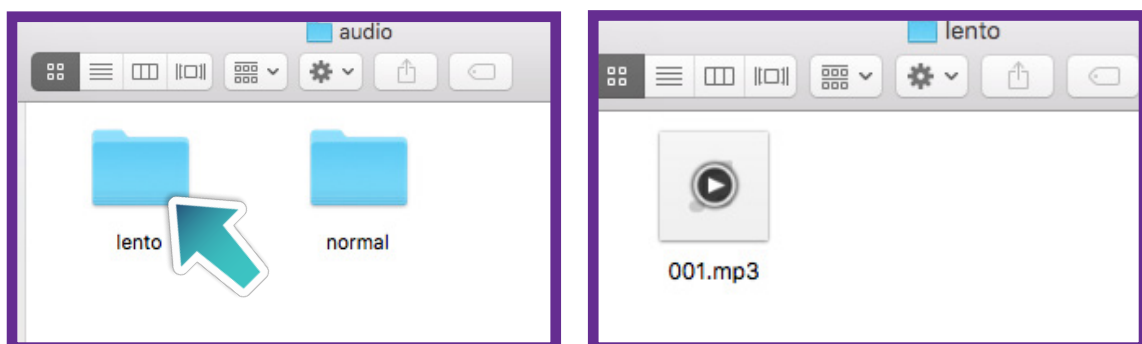 audio
lento
normal
lento
001.mp3